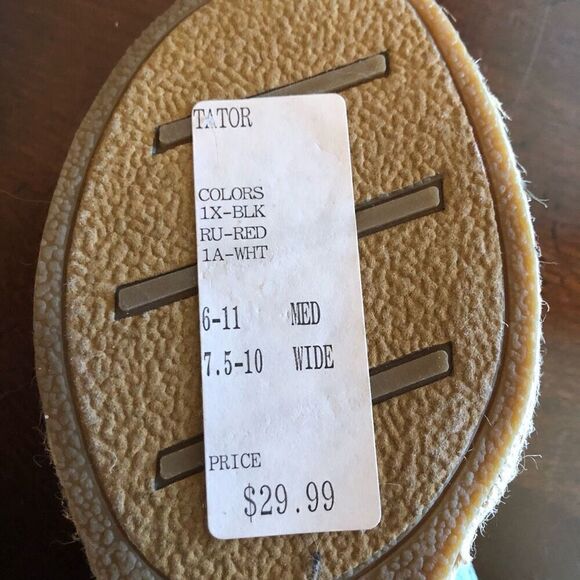 TATOR
COLORS
1X-BLK
RU-RED
1A-WHT
6-11 MED
7.5-10 WIDE
PRICE
$29.99